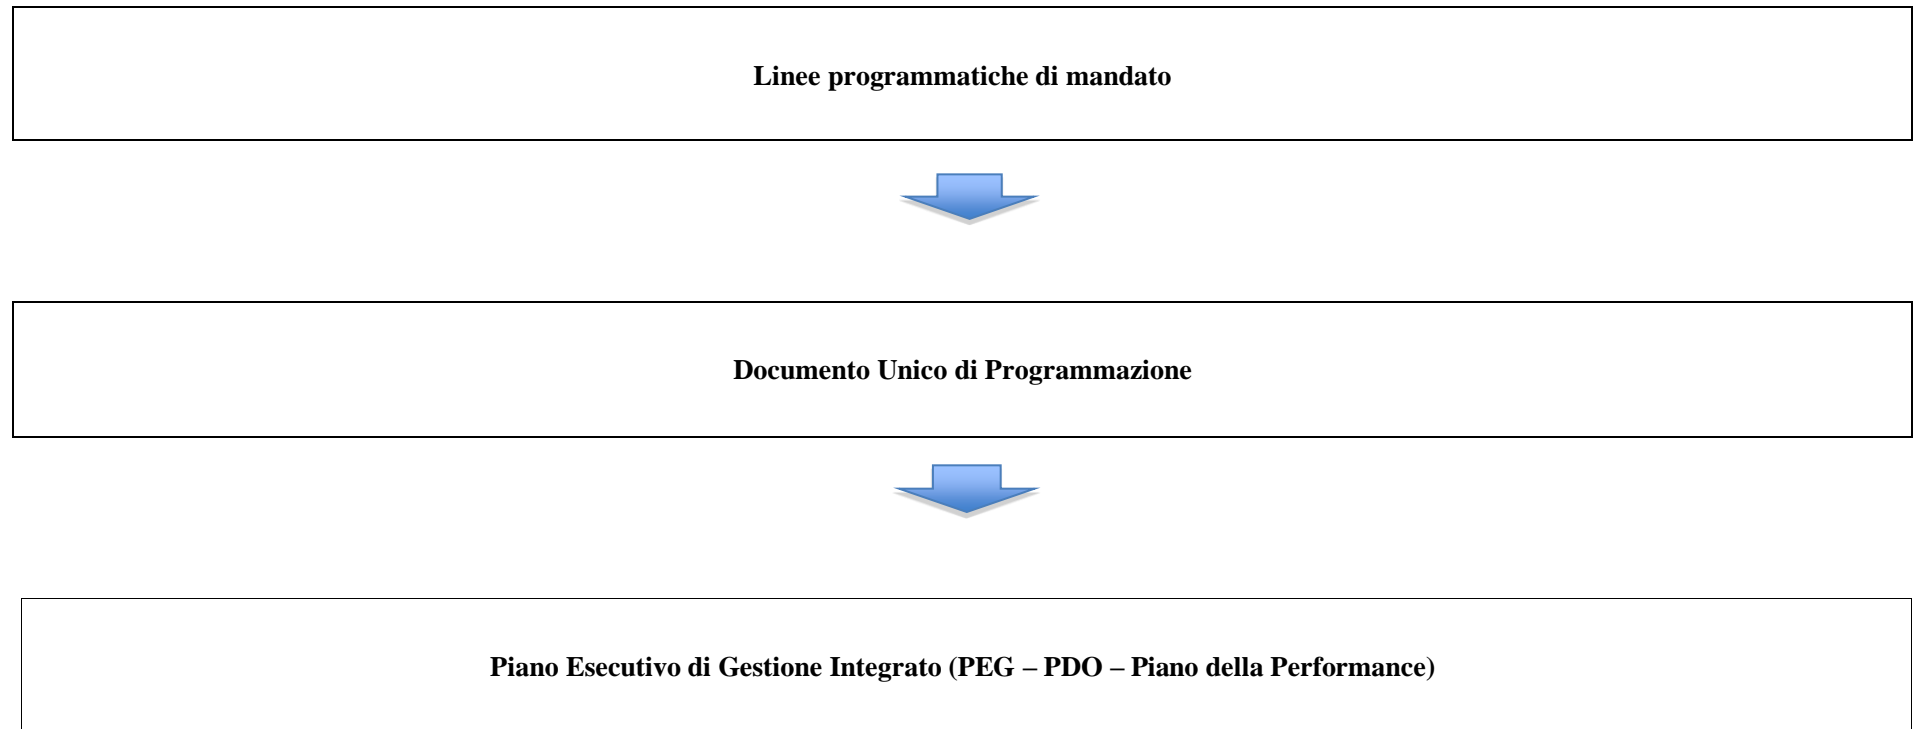 Linee programmatiche di mandato
Documento Unico di Programmazione
Piano Esecutivo di Gestione Integrato (PEG – PDO – Piano della Performance)